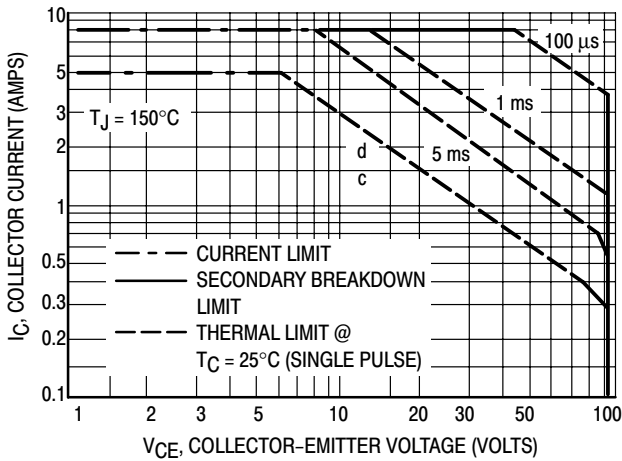 10
5
3
2
1
0.5
0.3
0.2
0.1
IC, COLLECTOR CURRENT (AMPS)
TJ = 150°C
100 µs
1 ms
5 ms
d
c
CURRENT LIMIT
SECONDARY BREAKDOWN
LIMIT
THERMAL LIMIT @
TC = 25°C (SINGLE PULSE)
1 2 3 5 10 20 30 50 100
VCE, COLLECTOR-EMITTER VOLTAGE (VOLTS)